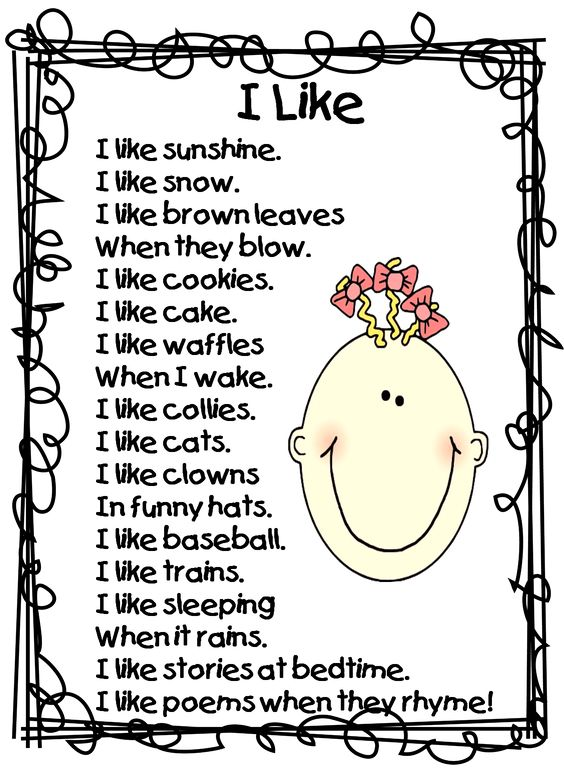 I Like
I like sunshine.
I like snow.
I like brown leaves
When they blow.
I like cookies.
I like cake.
I like waffles
When I wake.
I like collies.
I like cats.
I like clowns
In funny hats.
I like baseball.
I like trains.
I like sleeping
When it rains.
I like stories at bedtime.
I like poems when they rhyme!